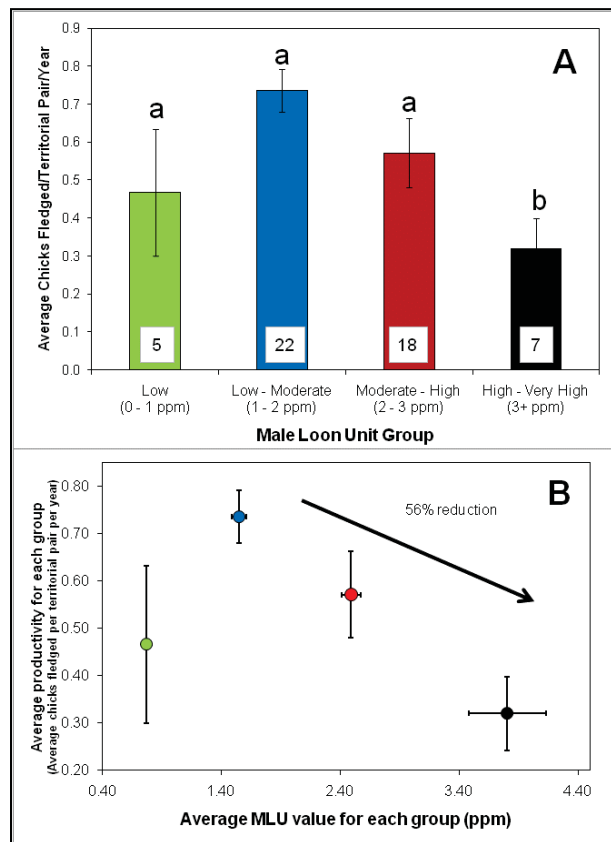 A
Average Chicks Fledged/Territorial Pair/Year
0.9
0.8
0.7
0.6
0.5
0.4
0.3
0.2
0.1
0.0
a
a
a
b
5
22
18
7
Low
(0 - 1 ppm)
Low - Moderate
(1 - 2 ppm)
Moderate - High
(2 - 3 ppm)
High - Very High
(3+ ppm)
Male Loon Unit Group
B
Average productivity for each group
(Average chicks fledged per territorial pair per year)
0.80
0.70
0.60
0.50
0.40
0.30
0.20
56% reduction
0.40
1.40
2.40
3.40
4.40
Average MLU value for each group (ppm)